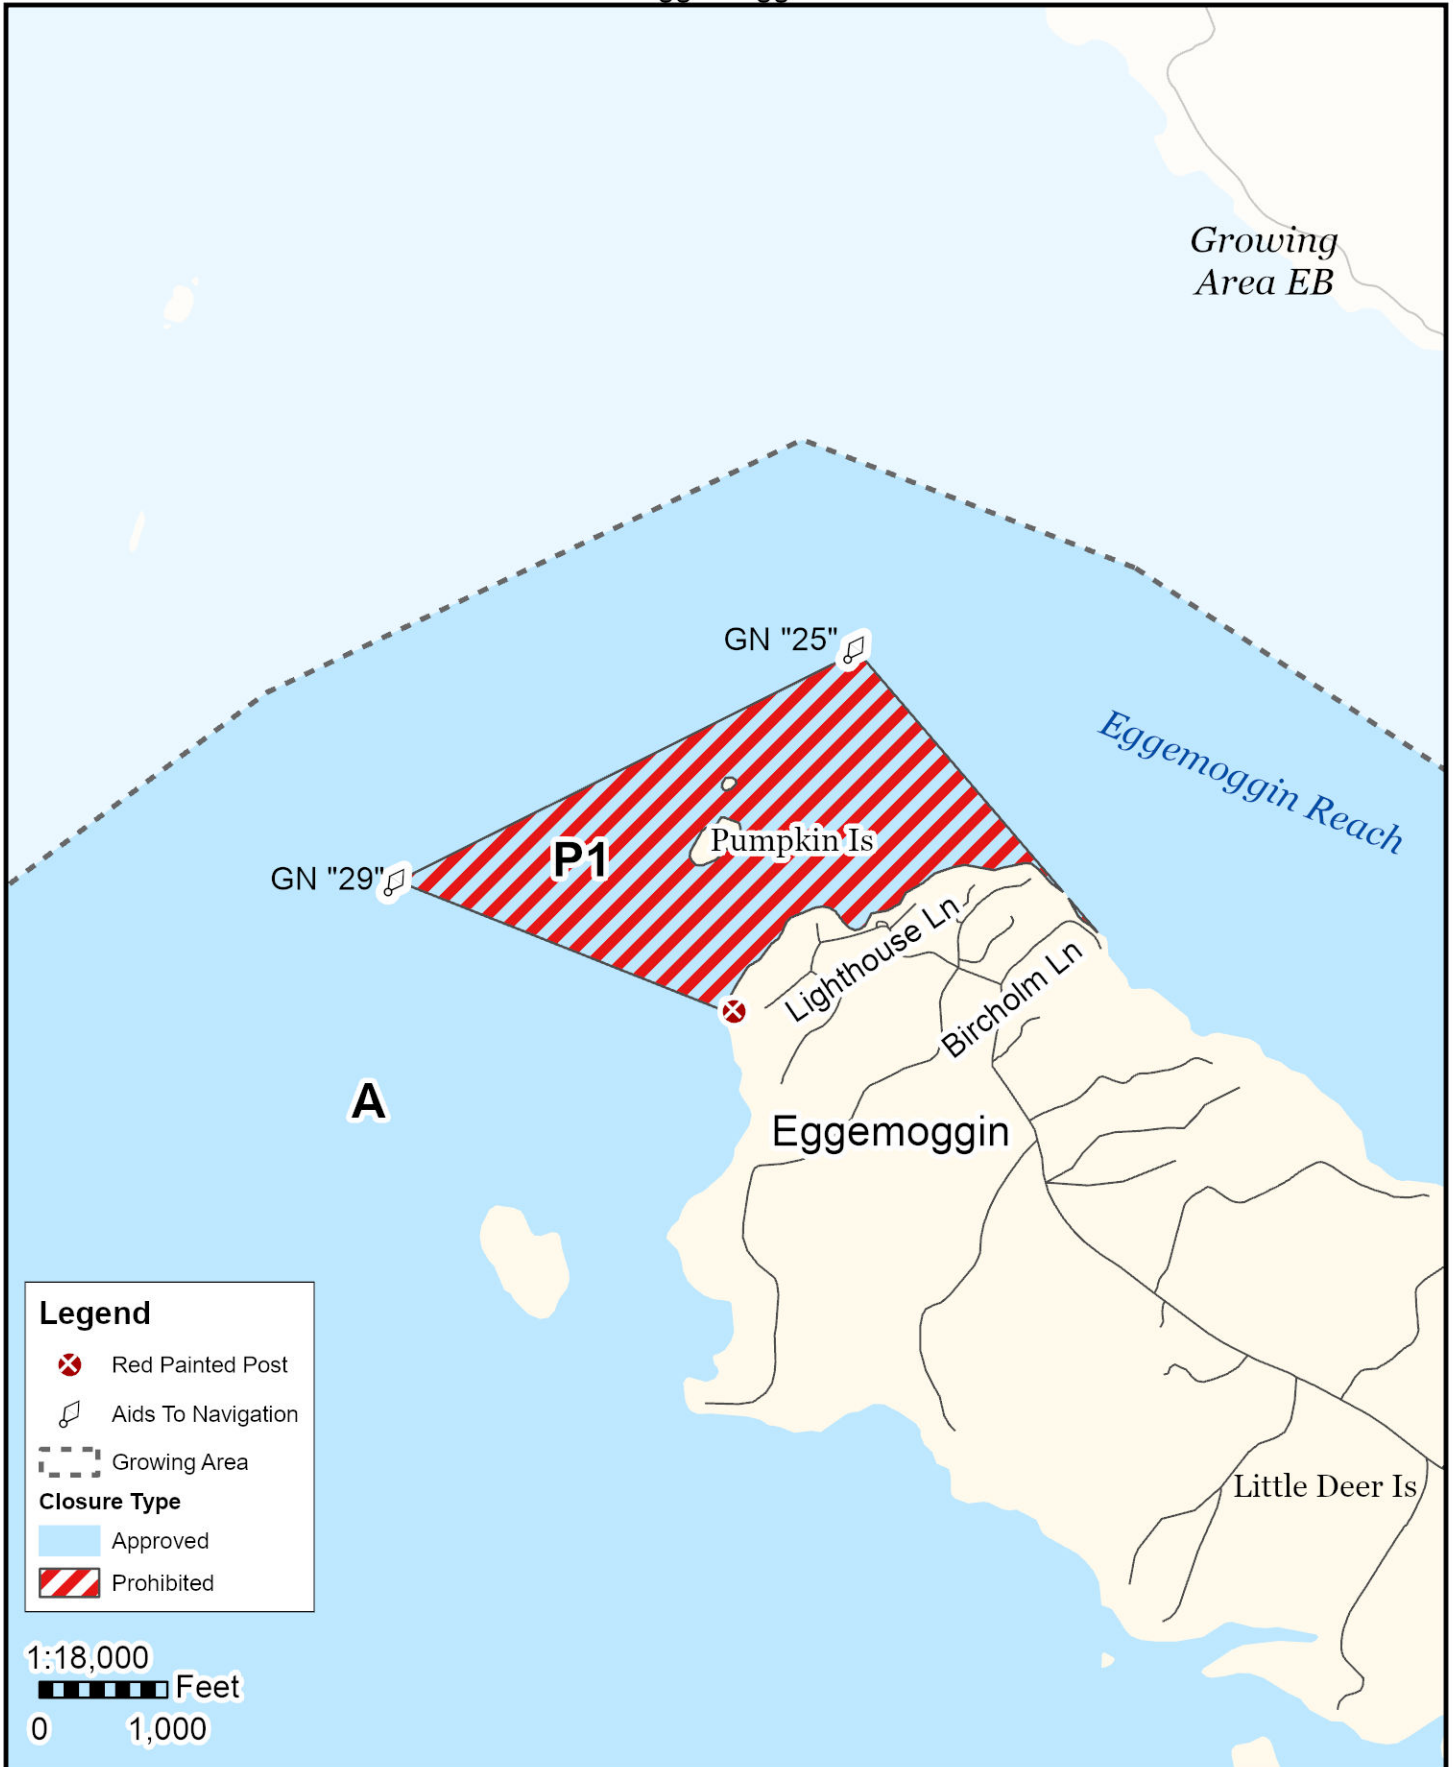 Growing
Area EB
GN "25"
Eggemoggin Reach
Pumpkin Is
P1
GN "29"
Lighthouse Ln
Bircholm Ln
A
Eggemoggin
Legend
Red Painted Post
Aids To Navigation
Growing Area
Closure Type
Approved
Prohibited
Little Deer Is
1:18,000
Feet
0 1,000